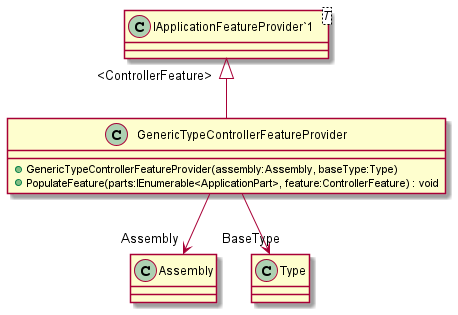 C IApplicationFeatureProvider`1 T
<ControllerFeature>
C GenericTypeControllerFeatureProvider
GenericTypeControllerFeatureProvider(assembly:Assembly, baseType:Type)
PopulateFeature(parts:IEnumerable<ApplicationPart>, feature:ControllerFeature) : void
Assembly BaseType
C Assembly C Type